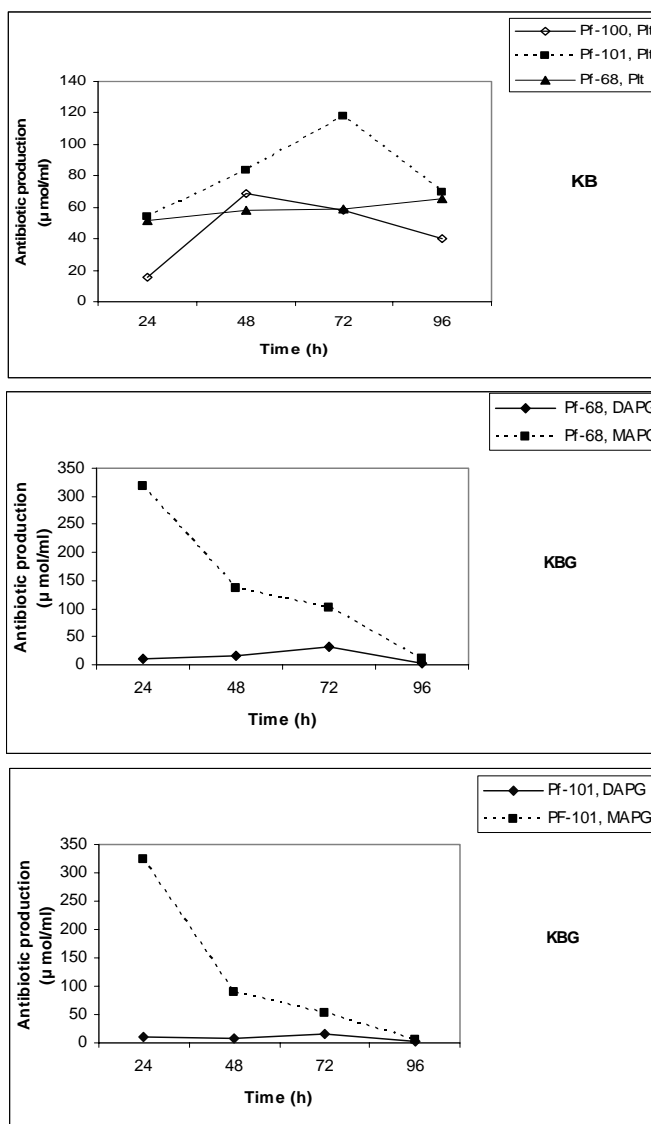 Pf-100, Plt
Pf-101, Plt
Pf-68, Plt
140
120
100
80
60
40
20
0
Antibiotic production
(µ mol/ml)
24 48 72 96
Time (h)
KB
Pf-68, DAPG
Pf-68, MAPG
350
300
250
200
150
100
50
0
Antibiotic production
(µ mol/ml)
24 48 72 96
Time (h)
KBG
Pf-101, DAPG
PF-101, MAPG
350
300
250
200
150
100
50
0
Antibiotic production
(µ mol/ml)
24 48 72 96
Time (h)
KBG